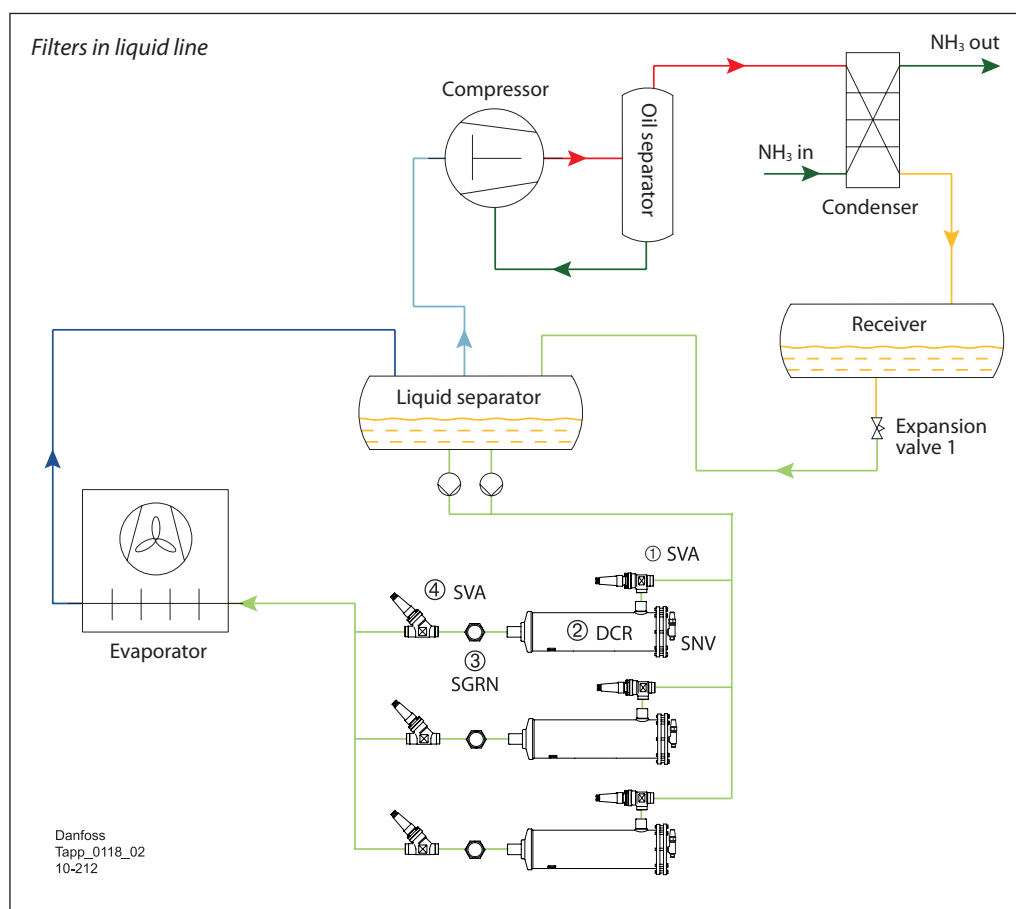 Filters in liquid line
NH₃ out
Compressor
Oil separator
NH₃ in
Condenser
Receiver
Liquid separator
Expansion
valve 1
① SVA
④ SVA
② DCR
SNV
Evaporator
③
SGRN
Danfoss
Tapp_0118_02
10-212